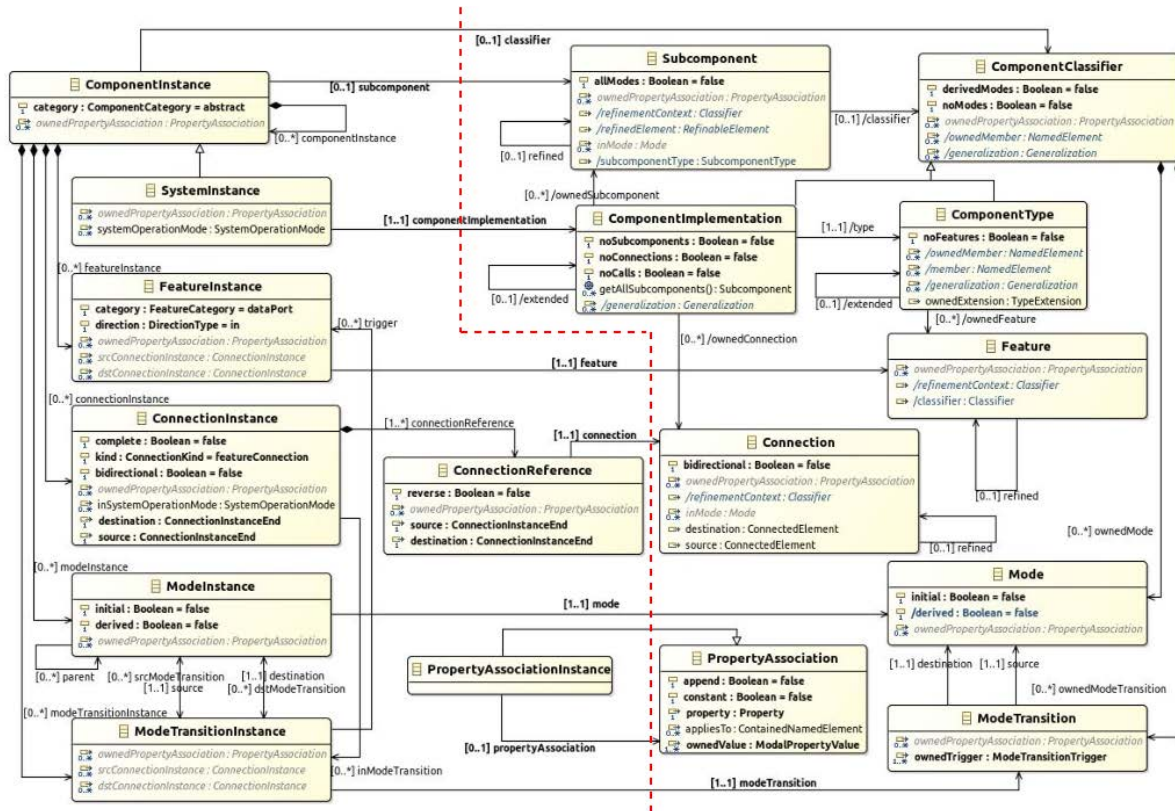 [0..1] classifier
ComponentInstance
category : ComponentCategory = abstract
ownedPropertyAssociation : PropertyAssociation
[0..1] subcomponent
[0..*] componentInstance
Subcomponent
allModes : Boolean = false
ownedPropertyAssociation : PropertyAssociation
/refinementContext : Classifier
/refinedElement : RefinableElement
inMode : Mode
/subcomponentType : SubcomponentType
[0..1] refined
[0..1] /classifier
ComponentClassifier
derivedModes : Boolean = false
noModes : Boolean = false
ownedPropertyAssociation : PropertyAssociation
/ownedMember : NamedElement
/generalization : Generalization
SystemInstance
ownedPropertyAssociation : PropertyAssociation
systemOperationMode : SystemOperationMode
[0..*] /ownedSubcomponent
[1..1] componentImplementation
ComponentImplementation
noSubcomponents : Boolean = false
noConnections : Boolean = false
noCalls : Boolean = false
getAllSubcomponents() : Subcomponent
/generalization : Generalization
[0..1] /extended
[1..1] /type
ComponentType
noFeatures : Boolean = false
/ownedMember : NamedElement
/member : NamedElement
/generalization : Generalization
ownedExtension : TypeExtension
[0..1] /extended
[0..*] /ownedFeature
[0..*] featureInstance
FeatureInstance
category : FeatureCategory = dataPort
direction : DirectionType = in
ownedPropertyAssociation : PropertyAssociation
srcConnectionInstance : ConnectionInstance
dstConnectionInstance : ConnectionInstance
[0..*] trigger
[0..*] /ownedConnection
[1..1] feature
Feature
ownedPropertyAssociation : PropertyAssociation
/refinementContext : Classifier
/classifier : Classifier
[0..1] refined
[0..*] connectionInstance
ConnectionInstance
complete : Boolean = false
kind : ConnectionKind = featureConnection
bidirectional : Boolean = false
ownedPropertyAssociation : PropertyAssociation
inSystemOperationMode : SystemOperationMode
destination : ConnectionInstanceEnd
source : ConnectionInstanceEnd
[1..*] connectionReference
[1..1] connection
ConnectionReference
reverse : Boolean = false
ownedPropertyAssociation : PropertyAssociation
source : ConnectionInstanceEnd
destination : ConnectionInstanceEnd
Connection
bidirectional : Boolean = false
ownedPropertyAssociation : PropertyAssociation
/refinementContext : Classifier
inMode : Mode
destination : ConnectedElement
source : ConnectedElement
[0..1] refined
[0..*] ownedMode
[0..*] modeInstance
ModeInstance
initial : Boolean = false
derived : Boolean = false
ownedPropertyAssociation : PropertyAssociation
[1..1] mode
Mode
initial : Boolean = false
/derived : Boolean = false
ownedPropertyAssociation : PropertyAssociation
[0..*] parent
[0..*] srcModeTransition
[1..1] source
[1..1] destination
[0..*] dstModeTransition
PropertyAssociationInstance
PropertyAssociation
append : Boolean = false
constant : Boolean = false
property : Property
appliesTo : ContainedNamedElement
ownedValue : ModalPropertyValue
[0..1] propertyAssociation
[1..1] destination
[1..1] source
[0..*] ownedModeTransition
[0..*] modeTransitionInstance
ModeTransitionInstance
ownedPropertyAssociation : PropertyAssociation
srcConnectionInstance : ConnectionInstance
dstConnectionInstance : ConnectionInstance
[0..*] inModeTransition
[1..1] modeTransition
ModeTransition
ownedPropertyAssociation : PropertyAssociation
ownedTrigger : ModeTransitionTrigger